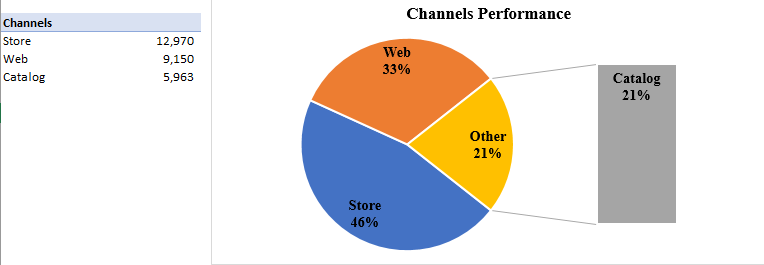 Channels
Store 12,970
Web 9,150
Catalog 5,963
Channels Performance
Web
33%
Other
21%
Store
46%
Catalog
21%